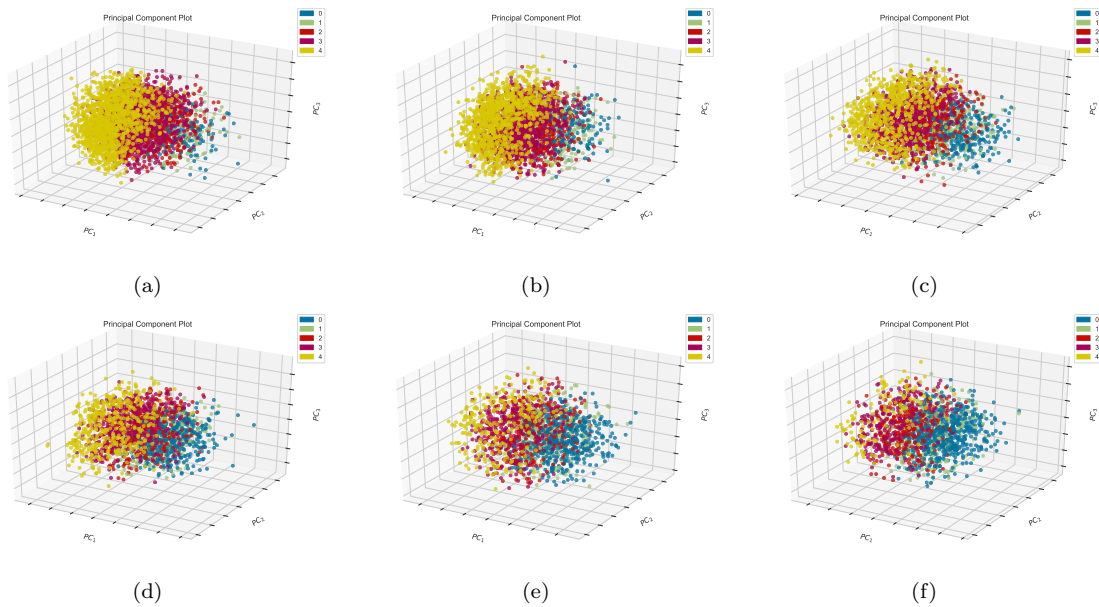 Principal Component Plot
0
1
2
3
4
PC3
PC2
PC1
(a)
Principal Component Plot
0
1
2
3
4
PC3
PC2
PC1
(b)
Principal Component Plot
0
1
2
3
4
PC3
PC2
PC1
(c)
Principal Component Plot
0
1
2
3
4
PC3
PC2
PC1
(d)
Principal Component Plot
0
1
2
3
4
PC3
PC2
PC1
(e)
Principal Component Plot
0
1
2
3
4
PC3
PC2
PC1
(f)